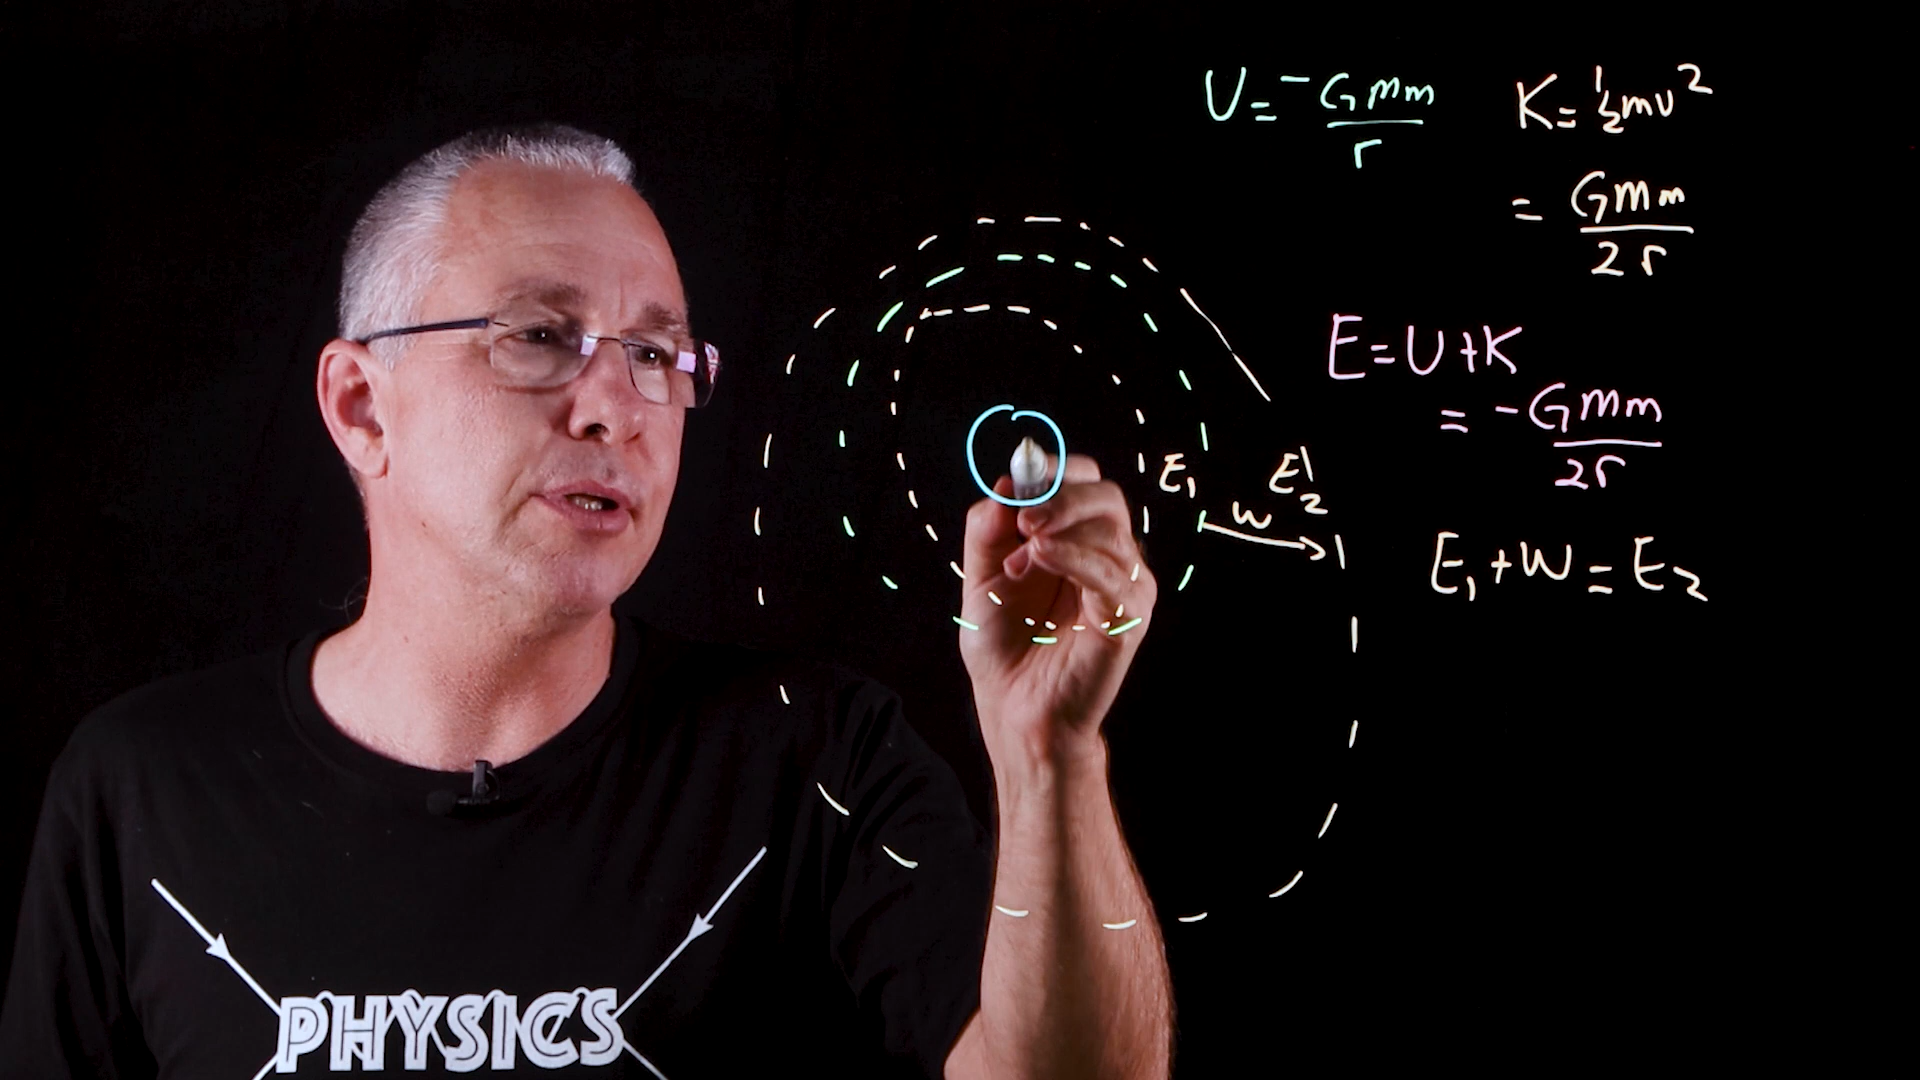 U = -GMm/r
K = ½mv²
= GMm/2r
E = U + K
= -GMm/2r
E₁ W E₂
E₁ + W = E₂
PHYSICS